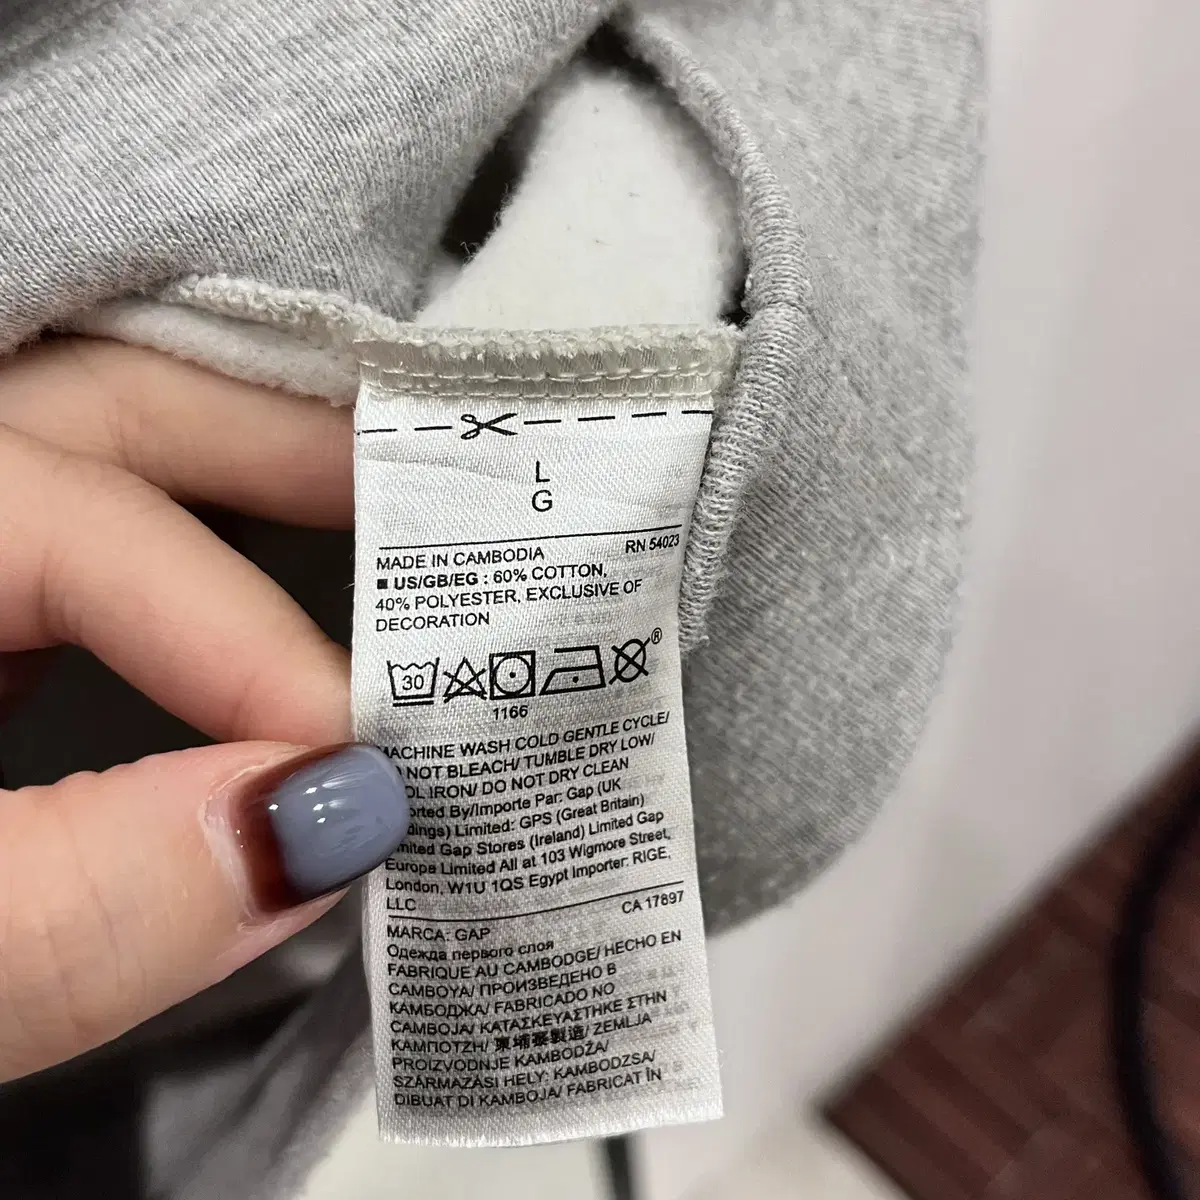 L
G
MADE IN CAMBODIA RN 54023
■ US/GB/EG : 60% COTTON,
40% POLYESTER, EXCLUSIVE OF
DECORATION
30
®
1166
MACHINE WASH COLD GENTLE CYCLE/
NOT BLEACH/ TUMBLE DRY LOW/
OL IRON/ DO NOT DRY CLEAN
orted By/Importe Par: Gap (UK
dings) Limited: GPS (Great Britain)
mited Gap Stores (Ireland) Limited Gap
Europa Limited All at 103 Wigmore Street,
London, W1U 1QS Egypt Importer: RIGE,
LLC
CA 17897
MARCA: GAP
Одежда первого слоя
FABRIQUE AU CAMBODGE/ HECHO EN
CAMBOYA/ ПРОИЗВЕДЕНО В
КАМБОДЖА/ FABRICADO NO
CAMBOJA/ ΚΑΤΑΣΚΕΥΑΣΤΗΚΕ ΣΤΗΝ
ΚΑΜΠΟΤΖΗ/ 柬埔寨製造/ ZEMLJA
PROIZVODNJE KAMBODŽA/
SZÁRMAZÁSI HELY: KAMBODZSA/
DIBUAT DI KAMBOJA/ FABRICAT ÎN